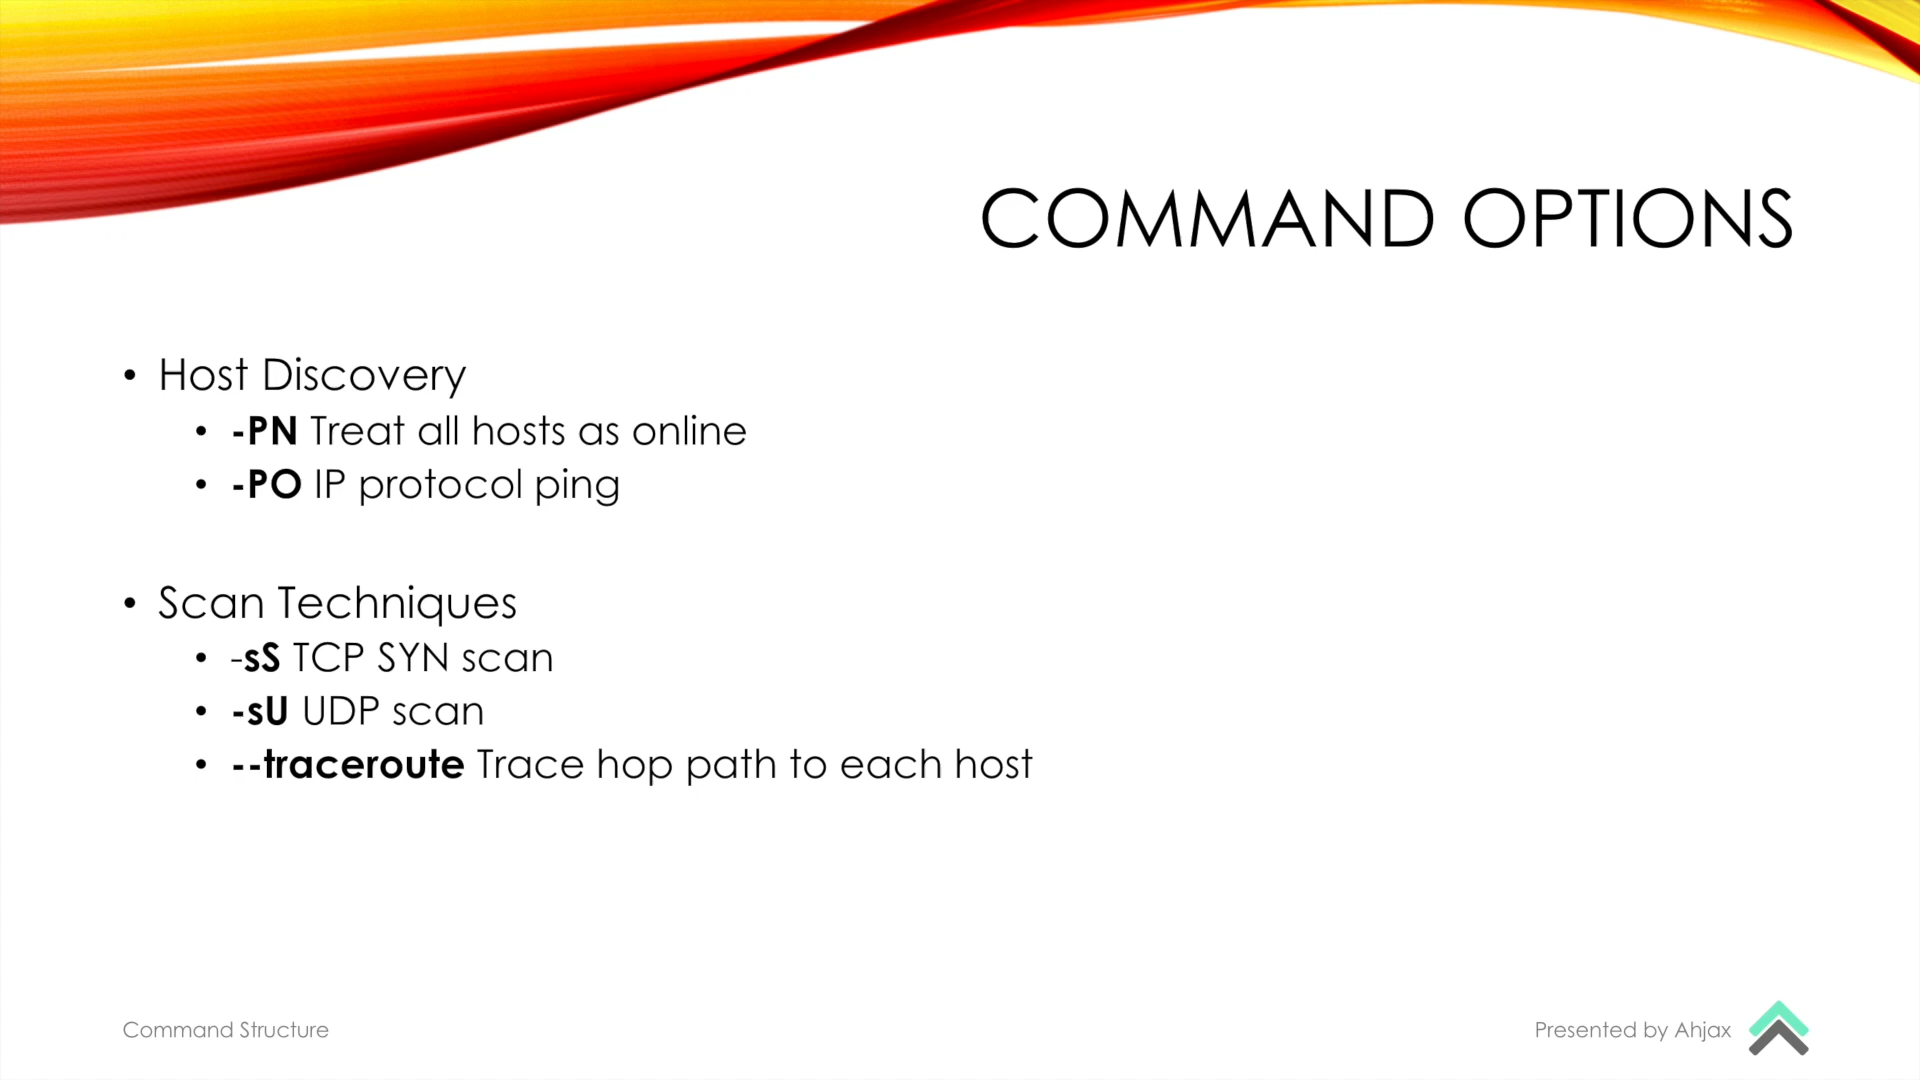 COMMAND OPTIONS
• Host Discovery
• -PN Treat all hosts as online
• -PO IP protocol ping
• Scan Techniques
• -sS TCP SYN scan
• -sU UDP scan
• --traceroute Trace hop path to each host
Command Structure
Presented by Ahjax